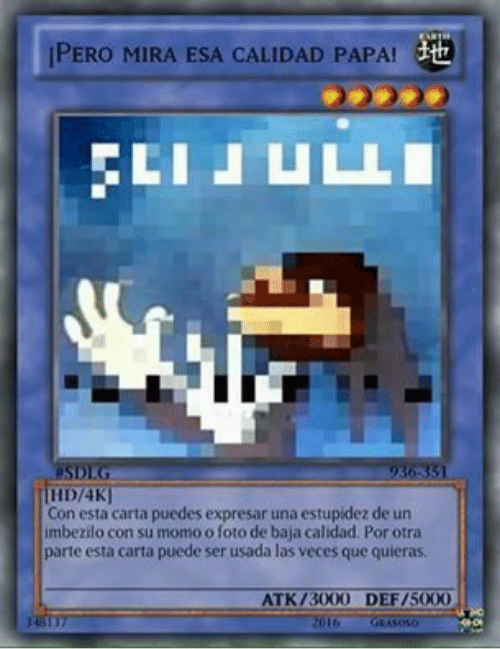 ¡PERO MIRA ESA CALIDAD PAPA!
EARTH
地
#SDLG
936-351
[HD/4K]
Con esta carta puedes expresar una estupidez de un
imbezilo con su momo o foto de baja calidad. Por otra
parte esta carta puede ser usada las veces que quieras.
ATK/3000 DEF/5000
348137
2016
GRASOSO